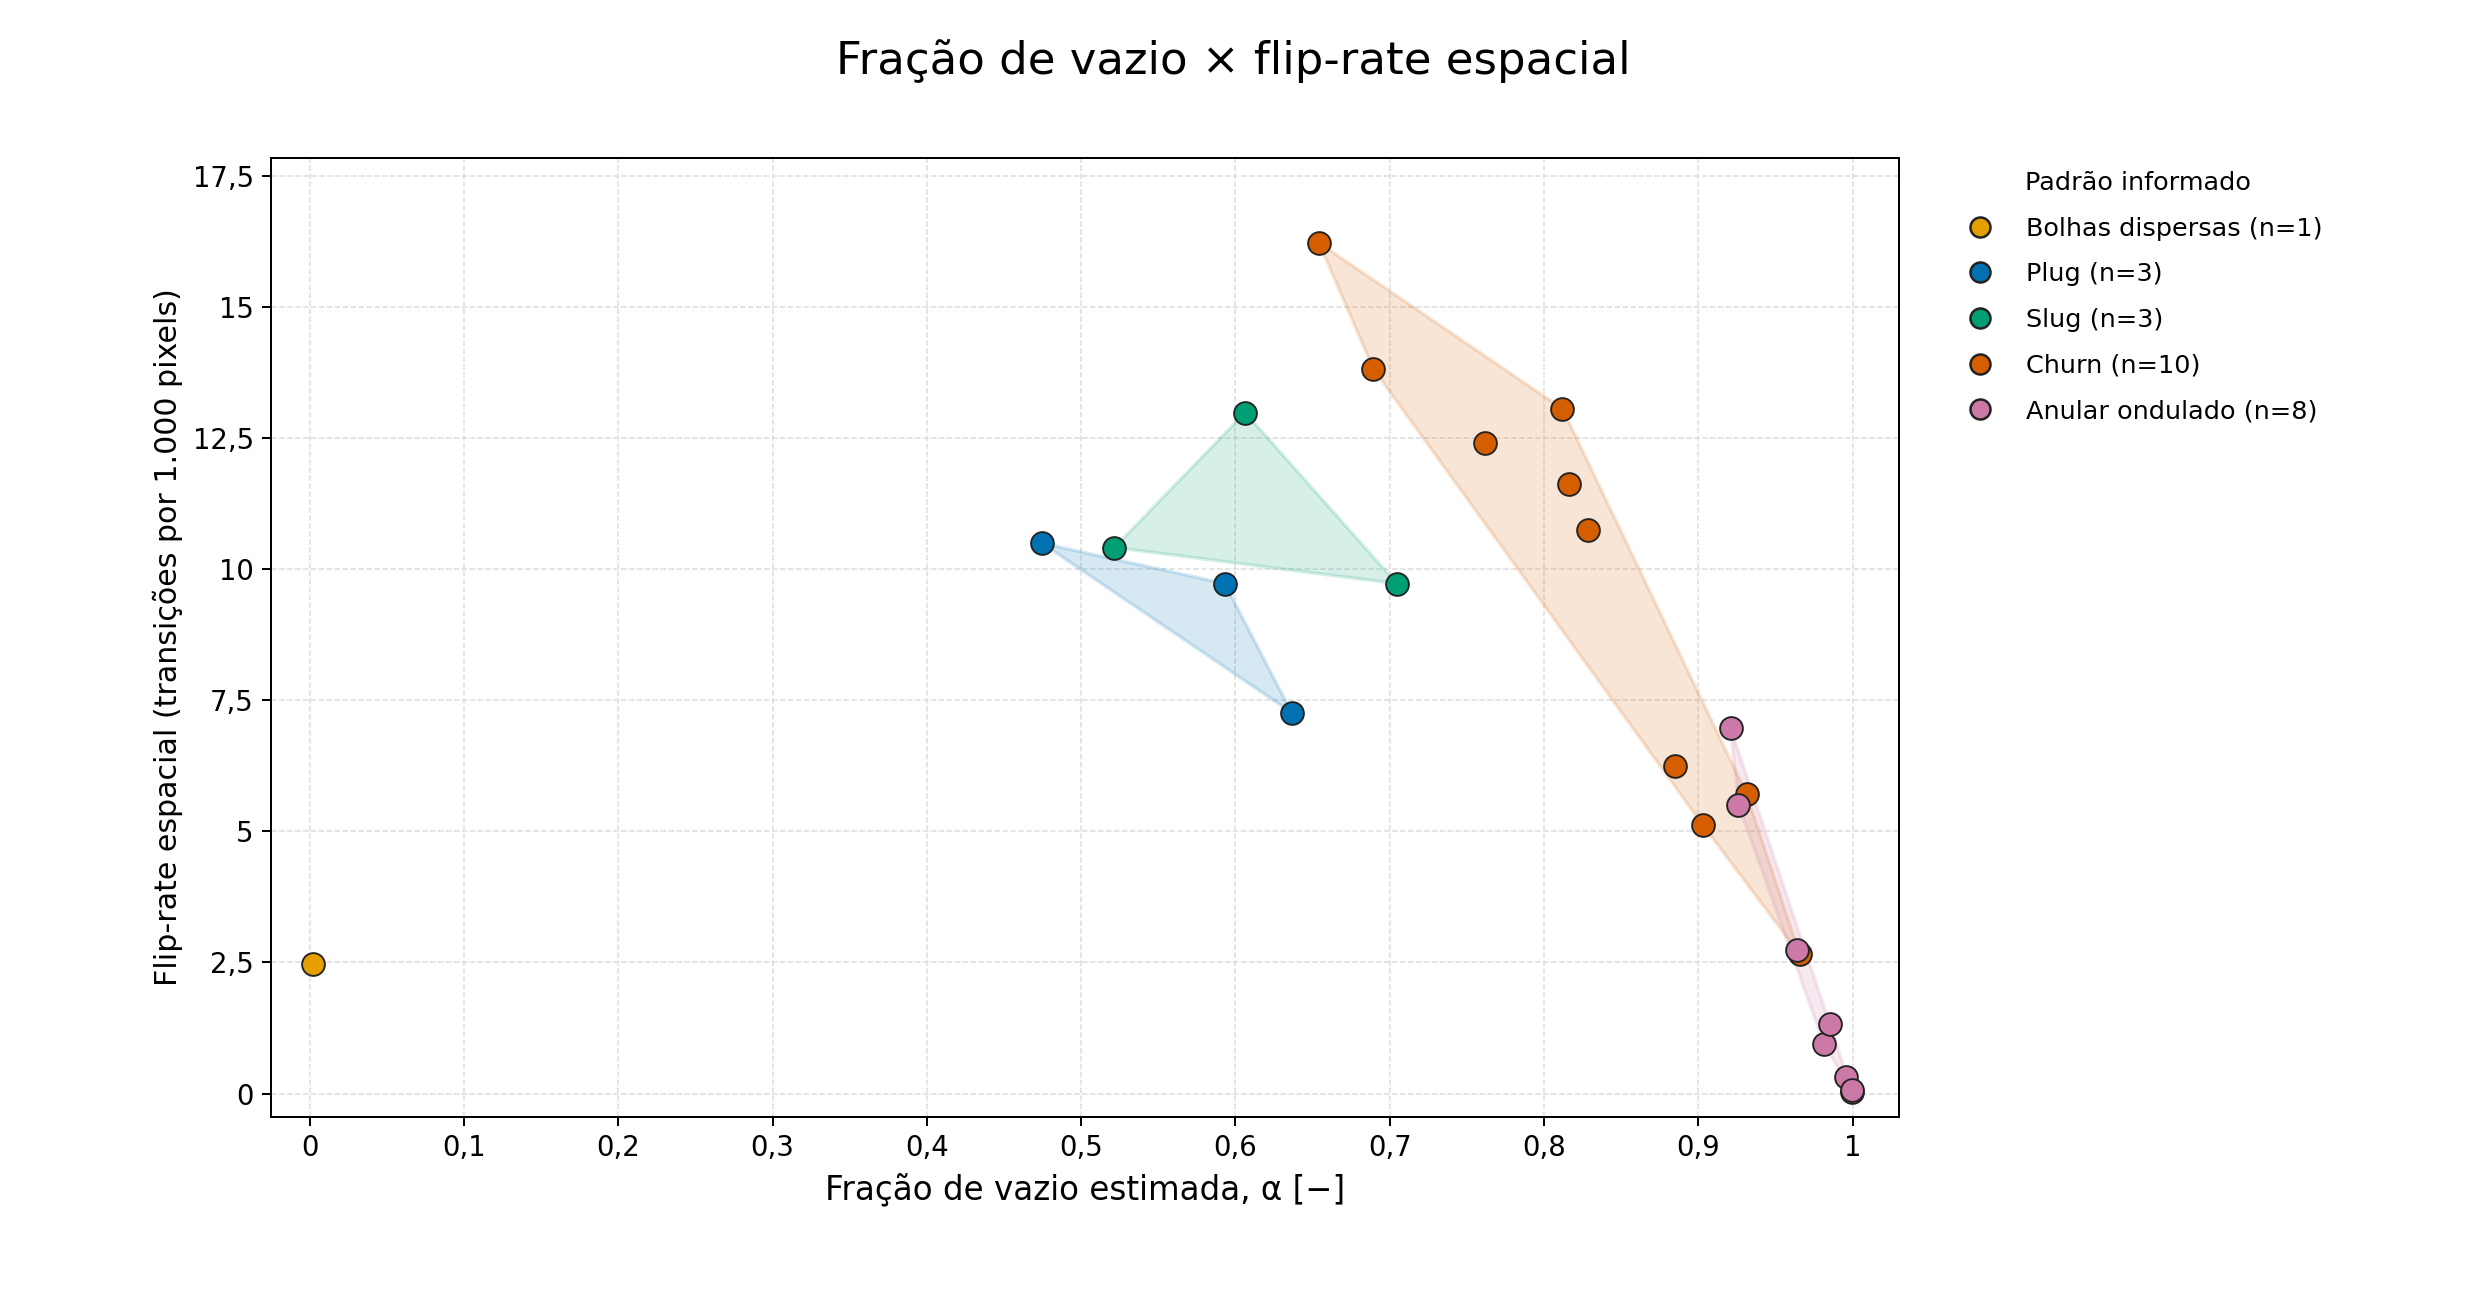 Fração de vazio × flip-rate espacial
Flip-rate espacial (transições por 1.000 pixels)
17,5
15
12,5
10
7,5
5
2,5
0
0 0,1 0,2 0,3 0,4 0,5 0,6 0,7 0,8 0,9 1
Fração de vazio estimada, α [−]
Padrão informado
Bolhas dispersas (n=1)
Plug (n=3)
Slug (n=3)
Churn (n=10)
Anular ondulado (n=8)